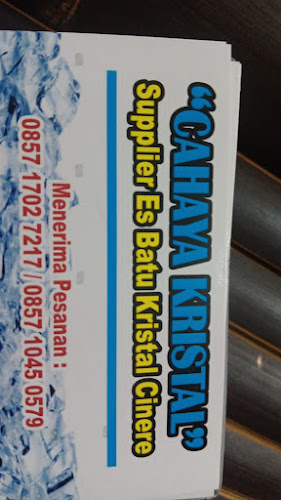 "CAHAYA KRISTAL"
Supplier Es Batu Kristal Cinere
Menerima Pesanan :
0857 1702 7217 / 0857 1045 0579